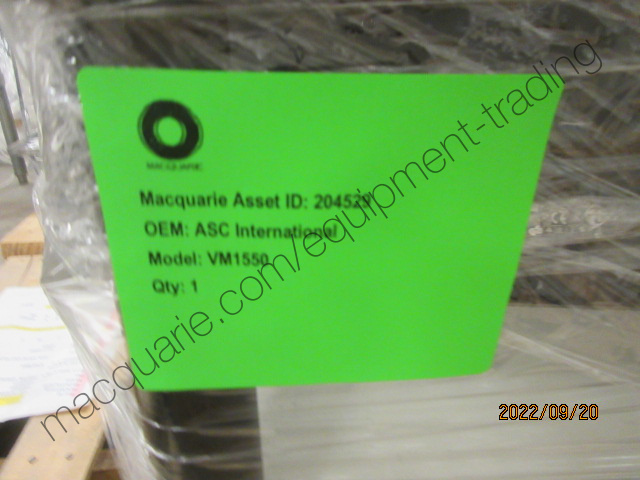 MACQUARIE
Macquarie Asset ID: 204529
OEM: ASC International
Model: VM1550
Qty: 1
macquarie.com/equipment-trading
2022/09/20